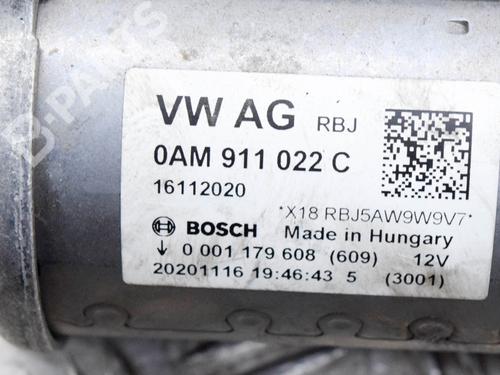 B-PARTS
VW AG RBJ
0AM 911 022 C
16112020
*X18 RBJ5AW9W9V7*
BOSCH Made in Hungary
↓ 0 001 179 608 (609) 12V
20201116 19:46:43 5 (3001)